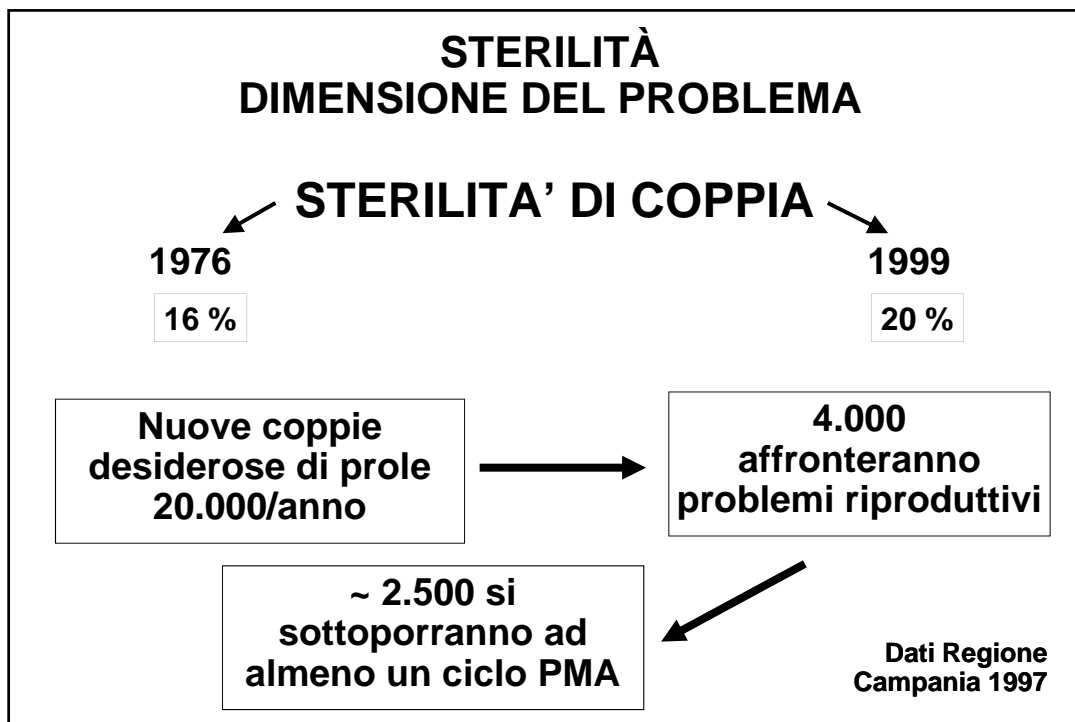 STERILITÀ
DIMENSIONE DEL PROBLEMA
STERILITA’ DI COPPIA
1976
1999
16 %
20 %
Nuove coppie
desiderose di prole
20.000/anno
4.000
affronteranno
problemi riproduttivi
~ 2.500 si
sottoporranno ad
almeno un ciclo PMA
Dati Regione
Campania 1997